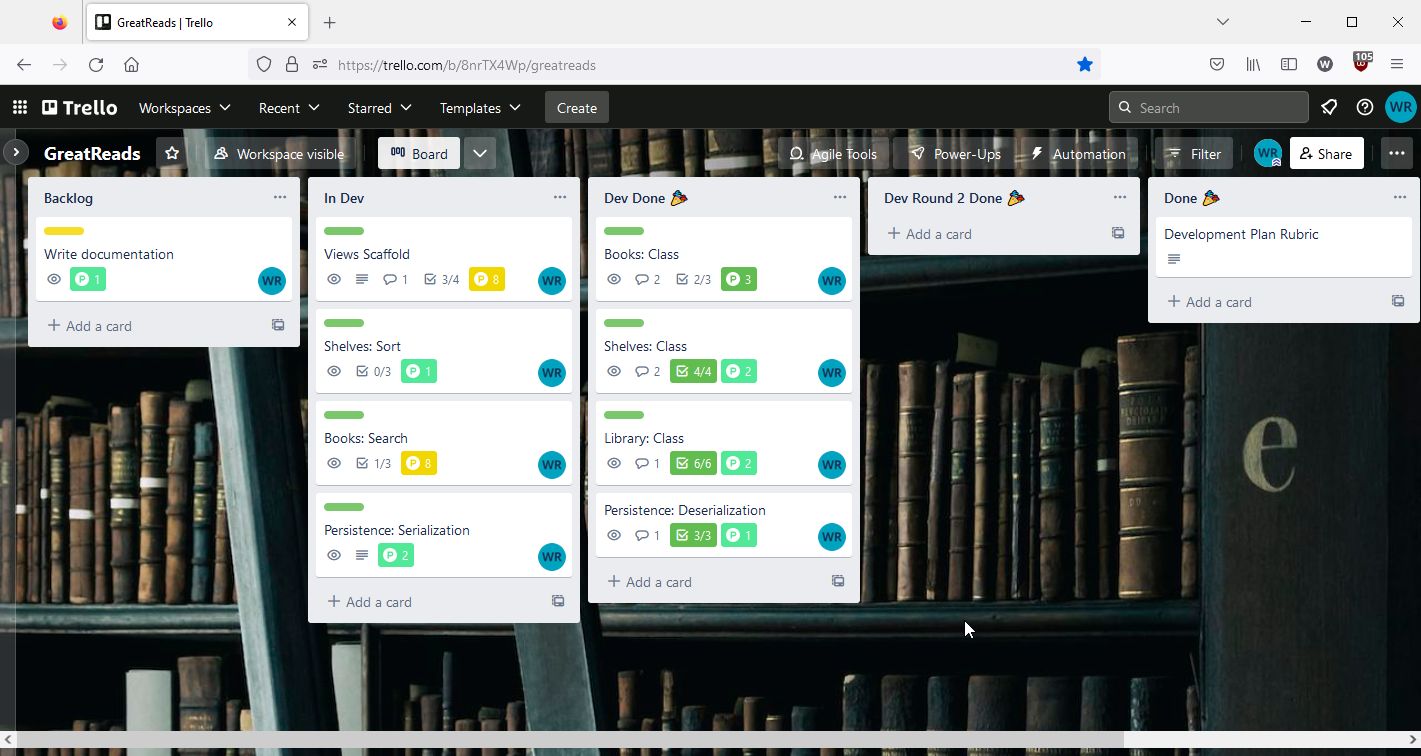 GreatReads | Trello
https://trello.com/b/8nrTX4Wp/greatreads
W
105
Trello
Workspaces
Recent
Starred
Templates
Create
Search
WR
GreatReads
Workspace visible
Board
Agile Tools
Power-Ups
Automation
Filter
WR
Share
Backlog
Write documentation
P 1
WR
Add a card
In Dev
Views Scaffold
1
3/4
P 8
WR
Shelves: Sort
0/3
P 1
WR
Books: Search
1/3
P 8
WR
Persistence: Serialization
P 2
WR
Add a card
Dev Done
Books: Class
2
2/3
P 3
WR
Shelves: Class
2
4/4
P 2
WR
Library: Class
1
6/6
P 2
WR
Persistence: Deserialization
1
3/3
P 1
WR
Add a card
Dev Round 2 Done
Add a card
Done
Development Plan Rubric
Add a card
e